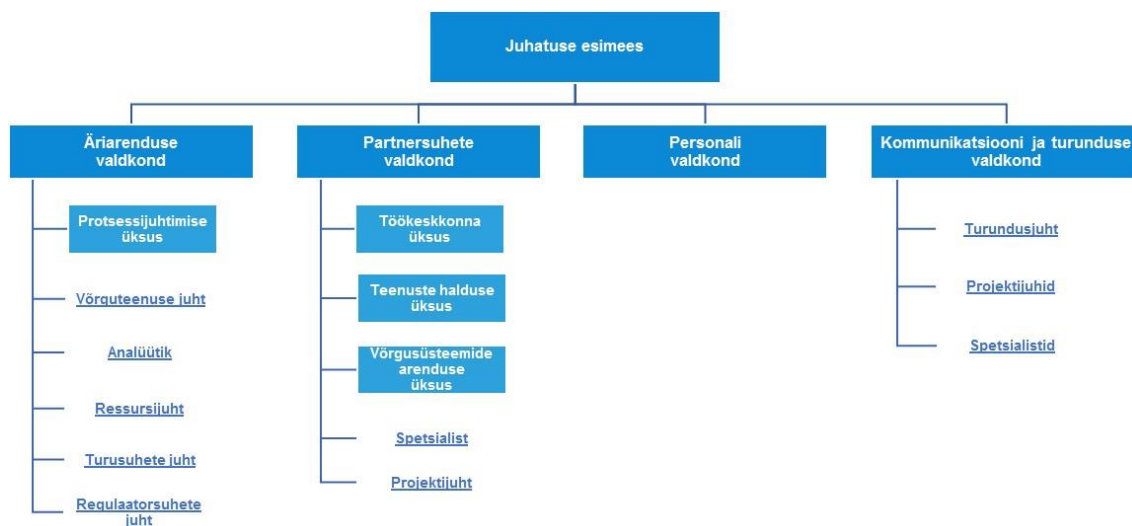 Juhatuse esimees
Äriarenduse
valdkond
Protsessijuhtimise
üksus
Võrguteenuse juht
Analüütik
Ressursijuht
Turusuhete juht
Regulaatorsuhete
juht
Partnersuhete
valdkond
Töökeskkonna
üksus
Teenuste halduse
üksus
Võrgusüsteemide
arenduse
üksus
Spetsialist
Projektijuht
Personali
valdkond
Kommunikatsiooni ja turunduse
valdkond
Turundusjuht
Projektijuhid
Spetsialistid